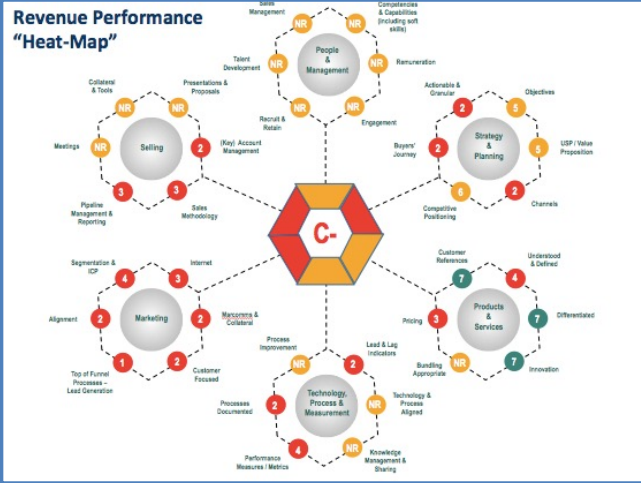 Revenue Performance
"Heat-Map"
Sales
Management
NR
NR
Competencies
& Capabilities
(including soft
skills)
Talent
Development
NR
People
&
Management
NR
Remuneration
NR
NR
Recruit &
Retain
Engagement
Collateral
& Tools
Presentations &
Proposals
NR
NR
Meetings
NR
Selling
2
(Key) Account
Management
3
3
Pipeline
Management &
Reporting
Sales
Methodology
Actionable &
Granular
Objectives
2
5
Buyers'
Journey
2
Strategy
&
Planning
5
USP / Value
Proposition
6
2
Competitive
Positioning
Channels
C-
Segmentation &
ICP
Internet
4
3
Alignment
2
Marketing
2
Marcomms &
Collateral
1
2
Top of Funnel
Processes –
Lead Generation
Customer
Focused
Customer
References
Understood
& Defined
7
4
Pricing
3
Products
&
Services
7
Differentiated
NR
7
Bundling
Appropriate
Innovation
Process
Improvement
Lead & Lag
Indicators
NR
2
Processes
Documented
2
Technology,
Process &
Measurement
NR
Technology &
Process
Aligned
4
NR
Performance
Measures / Metrics
Knowledge
Management &
Sharing